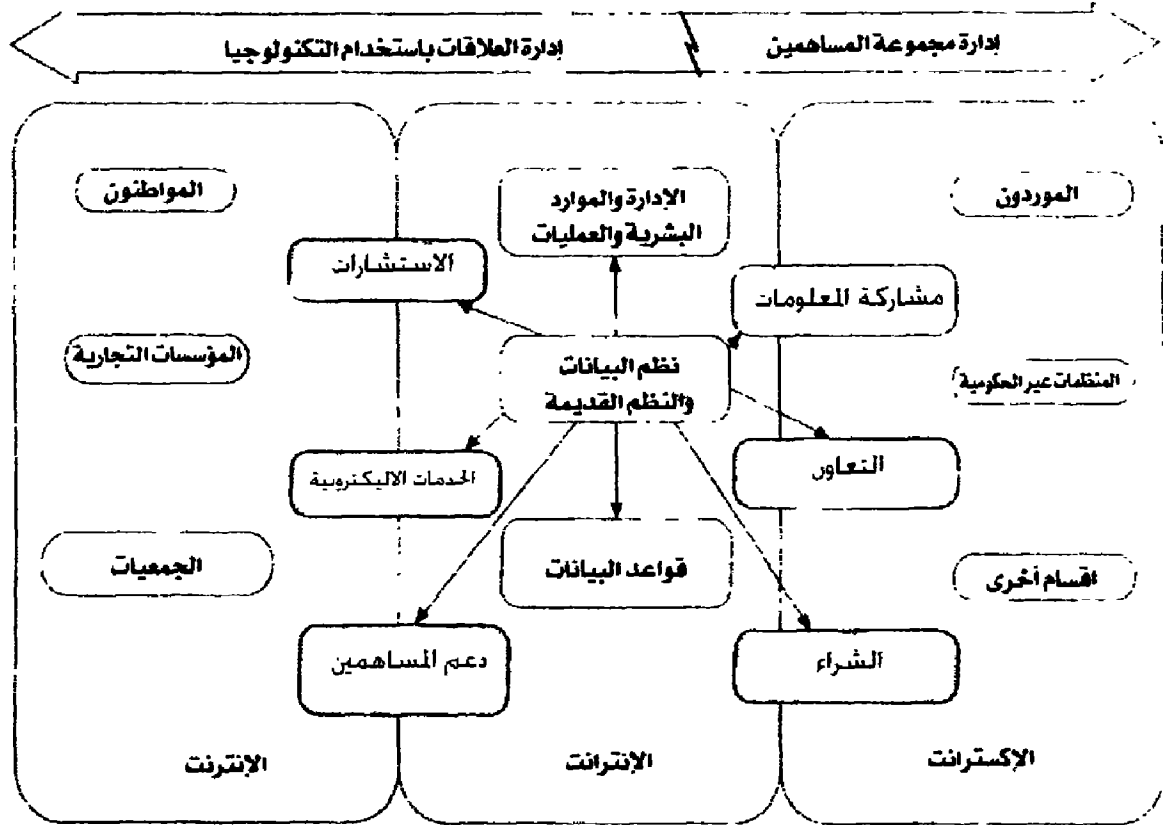 إدارة مجموعة المساهمين
إدارة العلاقات باستخدام التكنولوجيا
الموردون
الإدارة والموارد
البشرية والعمليات
المواطنون
الاستشارات
مشاركة المعلومات
المؤسسات التجارية
نظم البيانات
والنظم القديمة
المنظمات عير الحكومية
التعاون
الخدمات الاليكترونية
الجمعيات
قواعد البيانات
اقسام أخرى
دعم المساهمين
الشراء
الإكسترانت
الإنترانت
الإنترنت